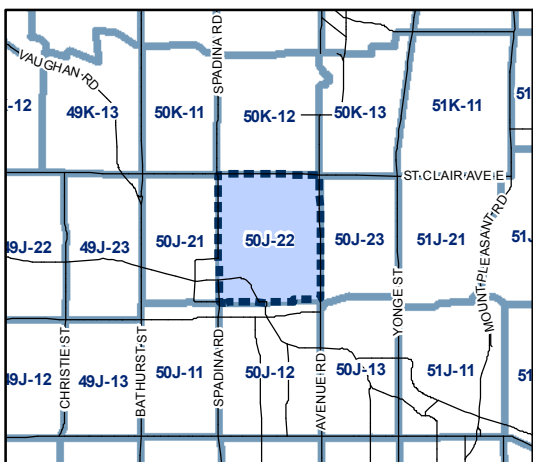 SPADINA RD
VAUGHAN RD
-12
49K-13
50K-11
50K-12
50K-13
51K-11
51
ST.CLAIR AVE E
49J-22
49J-23
50J-21
50J-22
50J-23
51J-21
51J
MOUNT PLEASANT RD
YONGE ST
CHRISTIE ST
BATHURST ST
SPADINA RD
AVENUE RD
9J-12
49J-13
50J-11
50J-12
50J-13
51J-11
51